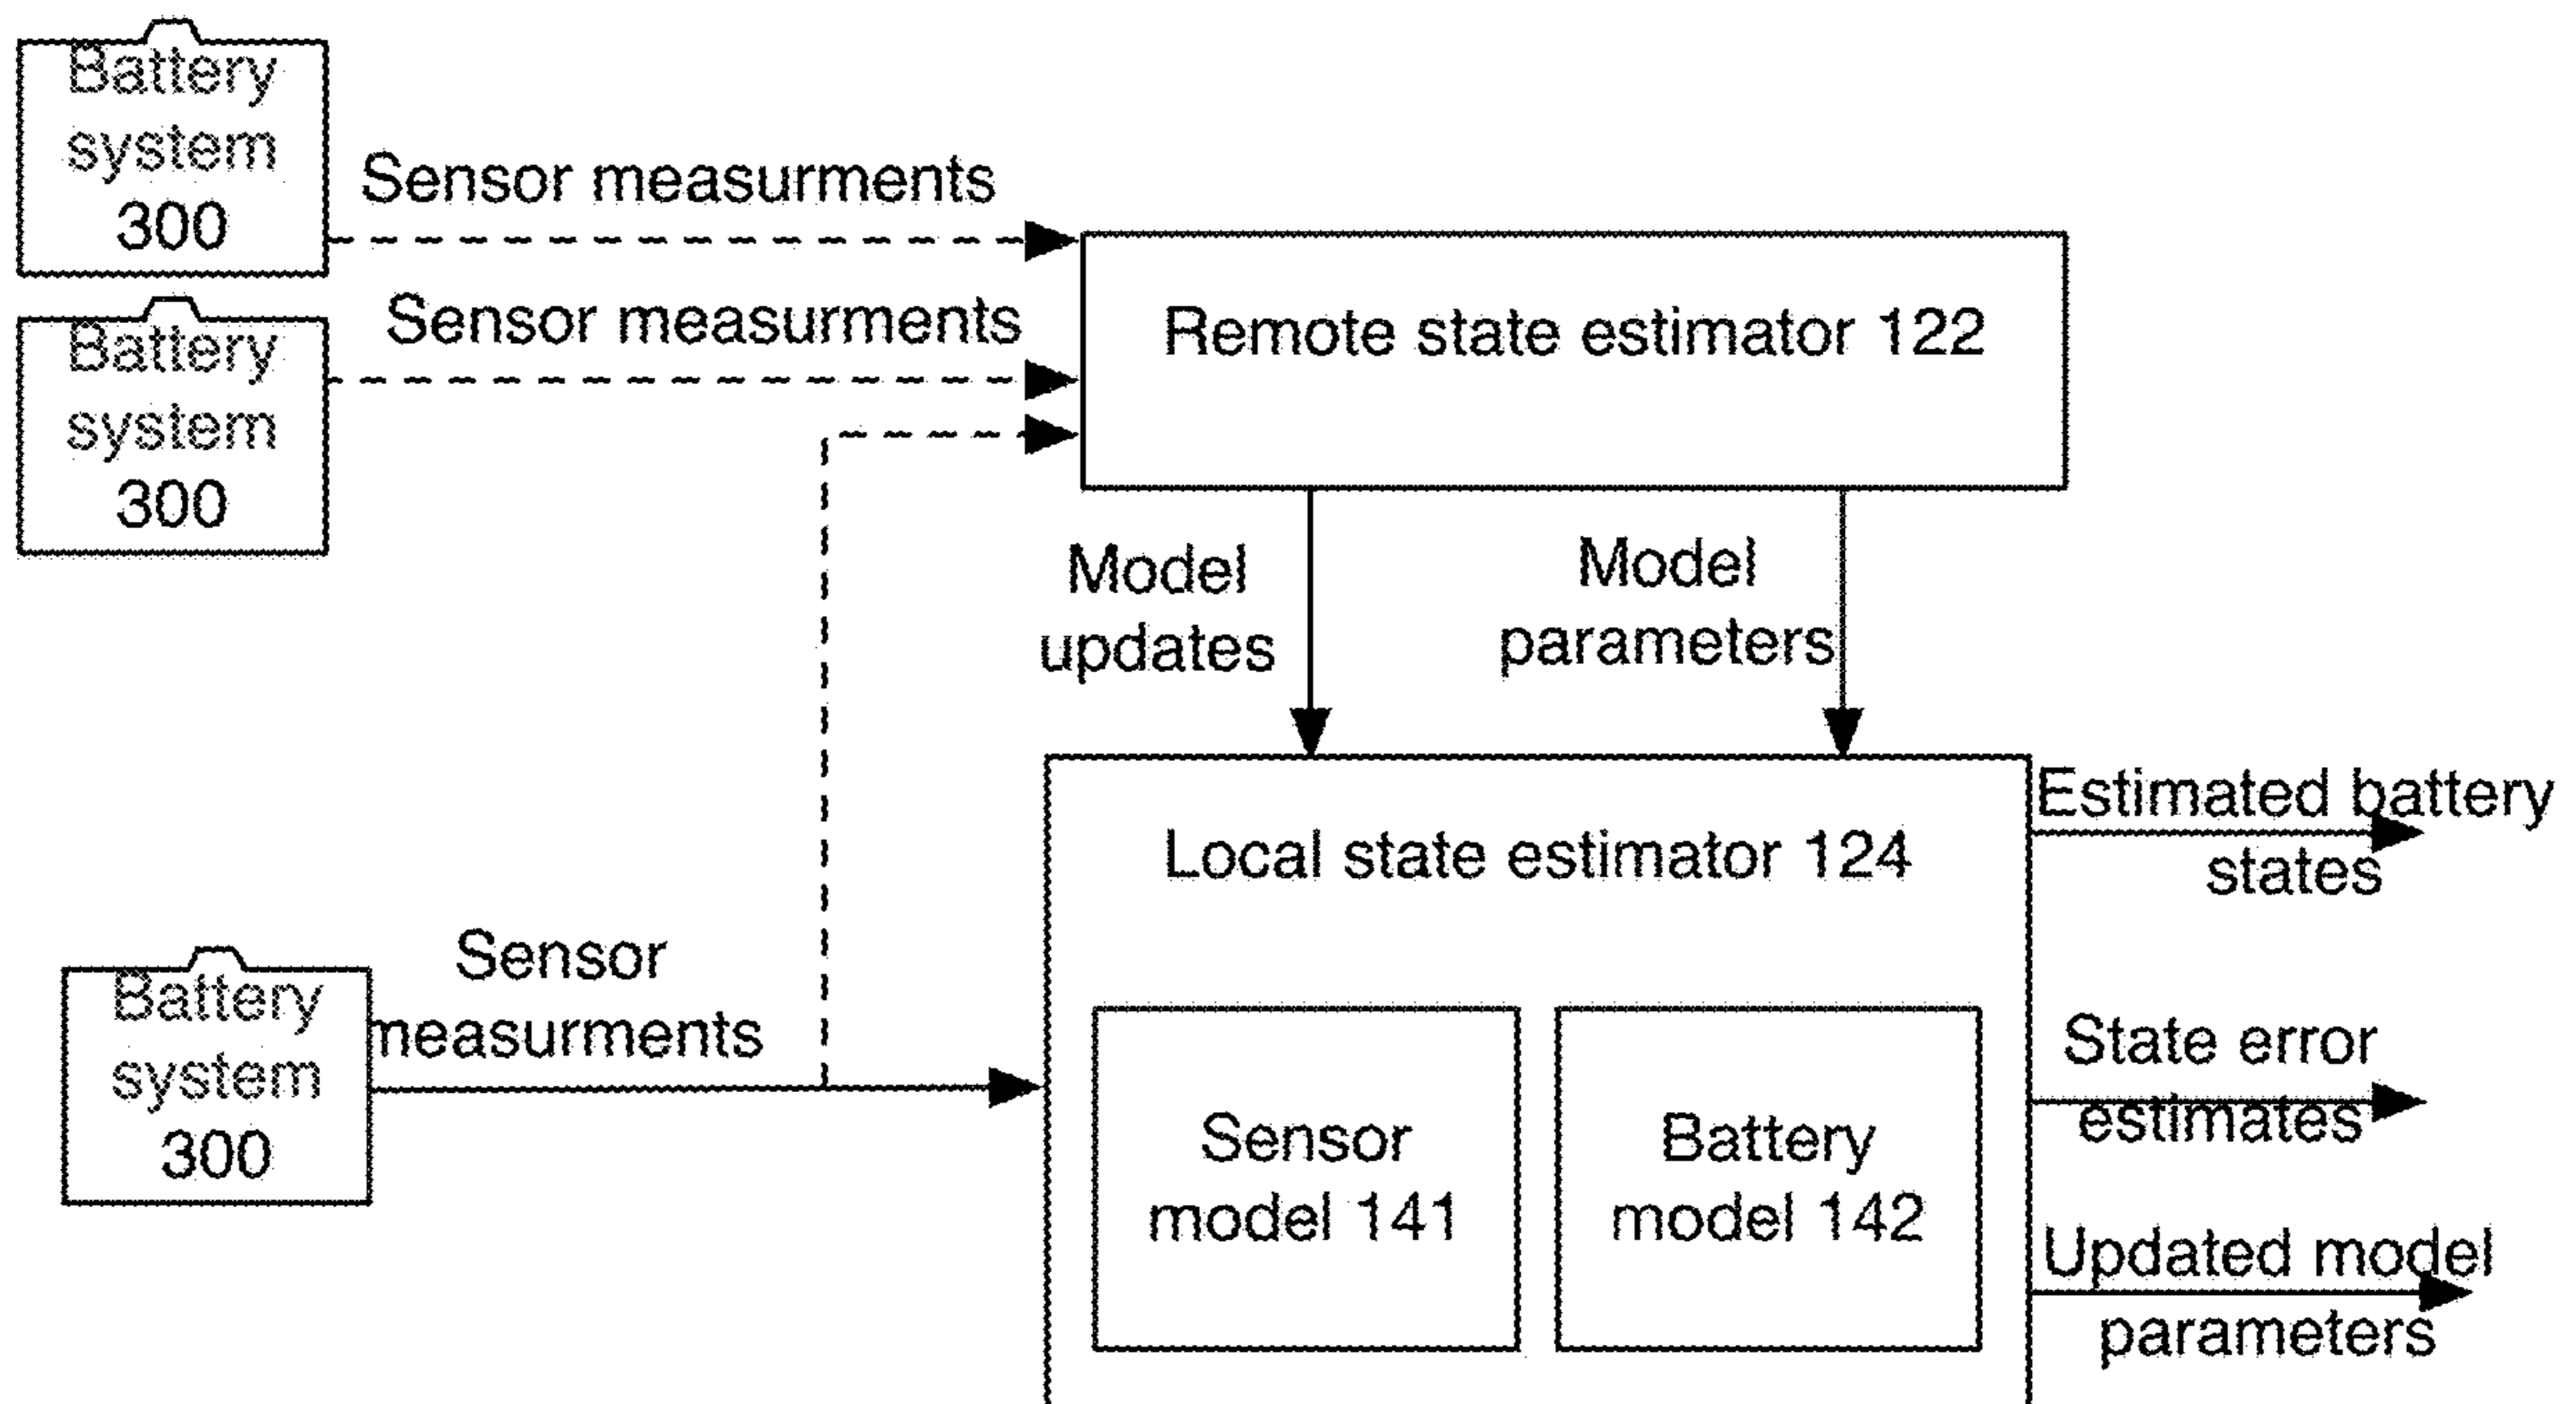 Battery
system
300
Sensor measurments
Battery
system
300
Sensor measurments
Remote state estimator 122
Model
updates
Model
parameters
Local state estimator 124
Estimated battery
states
Battery
system
300
Sensor
measurments
Sensor
model 141
Battery
model 142
State error
estimates
Updated model
parameters